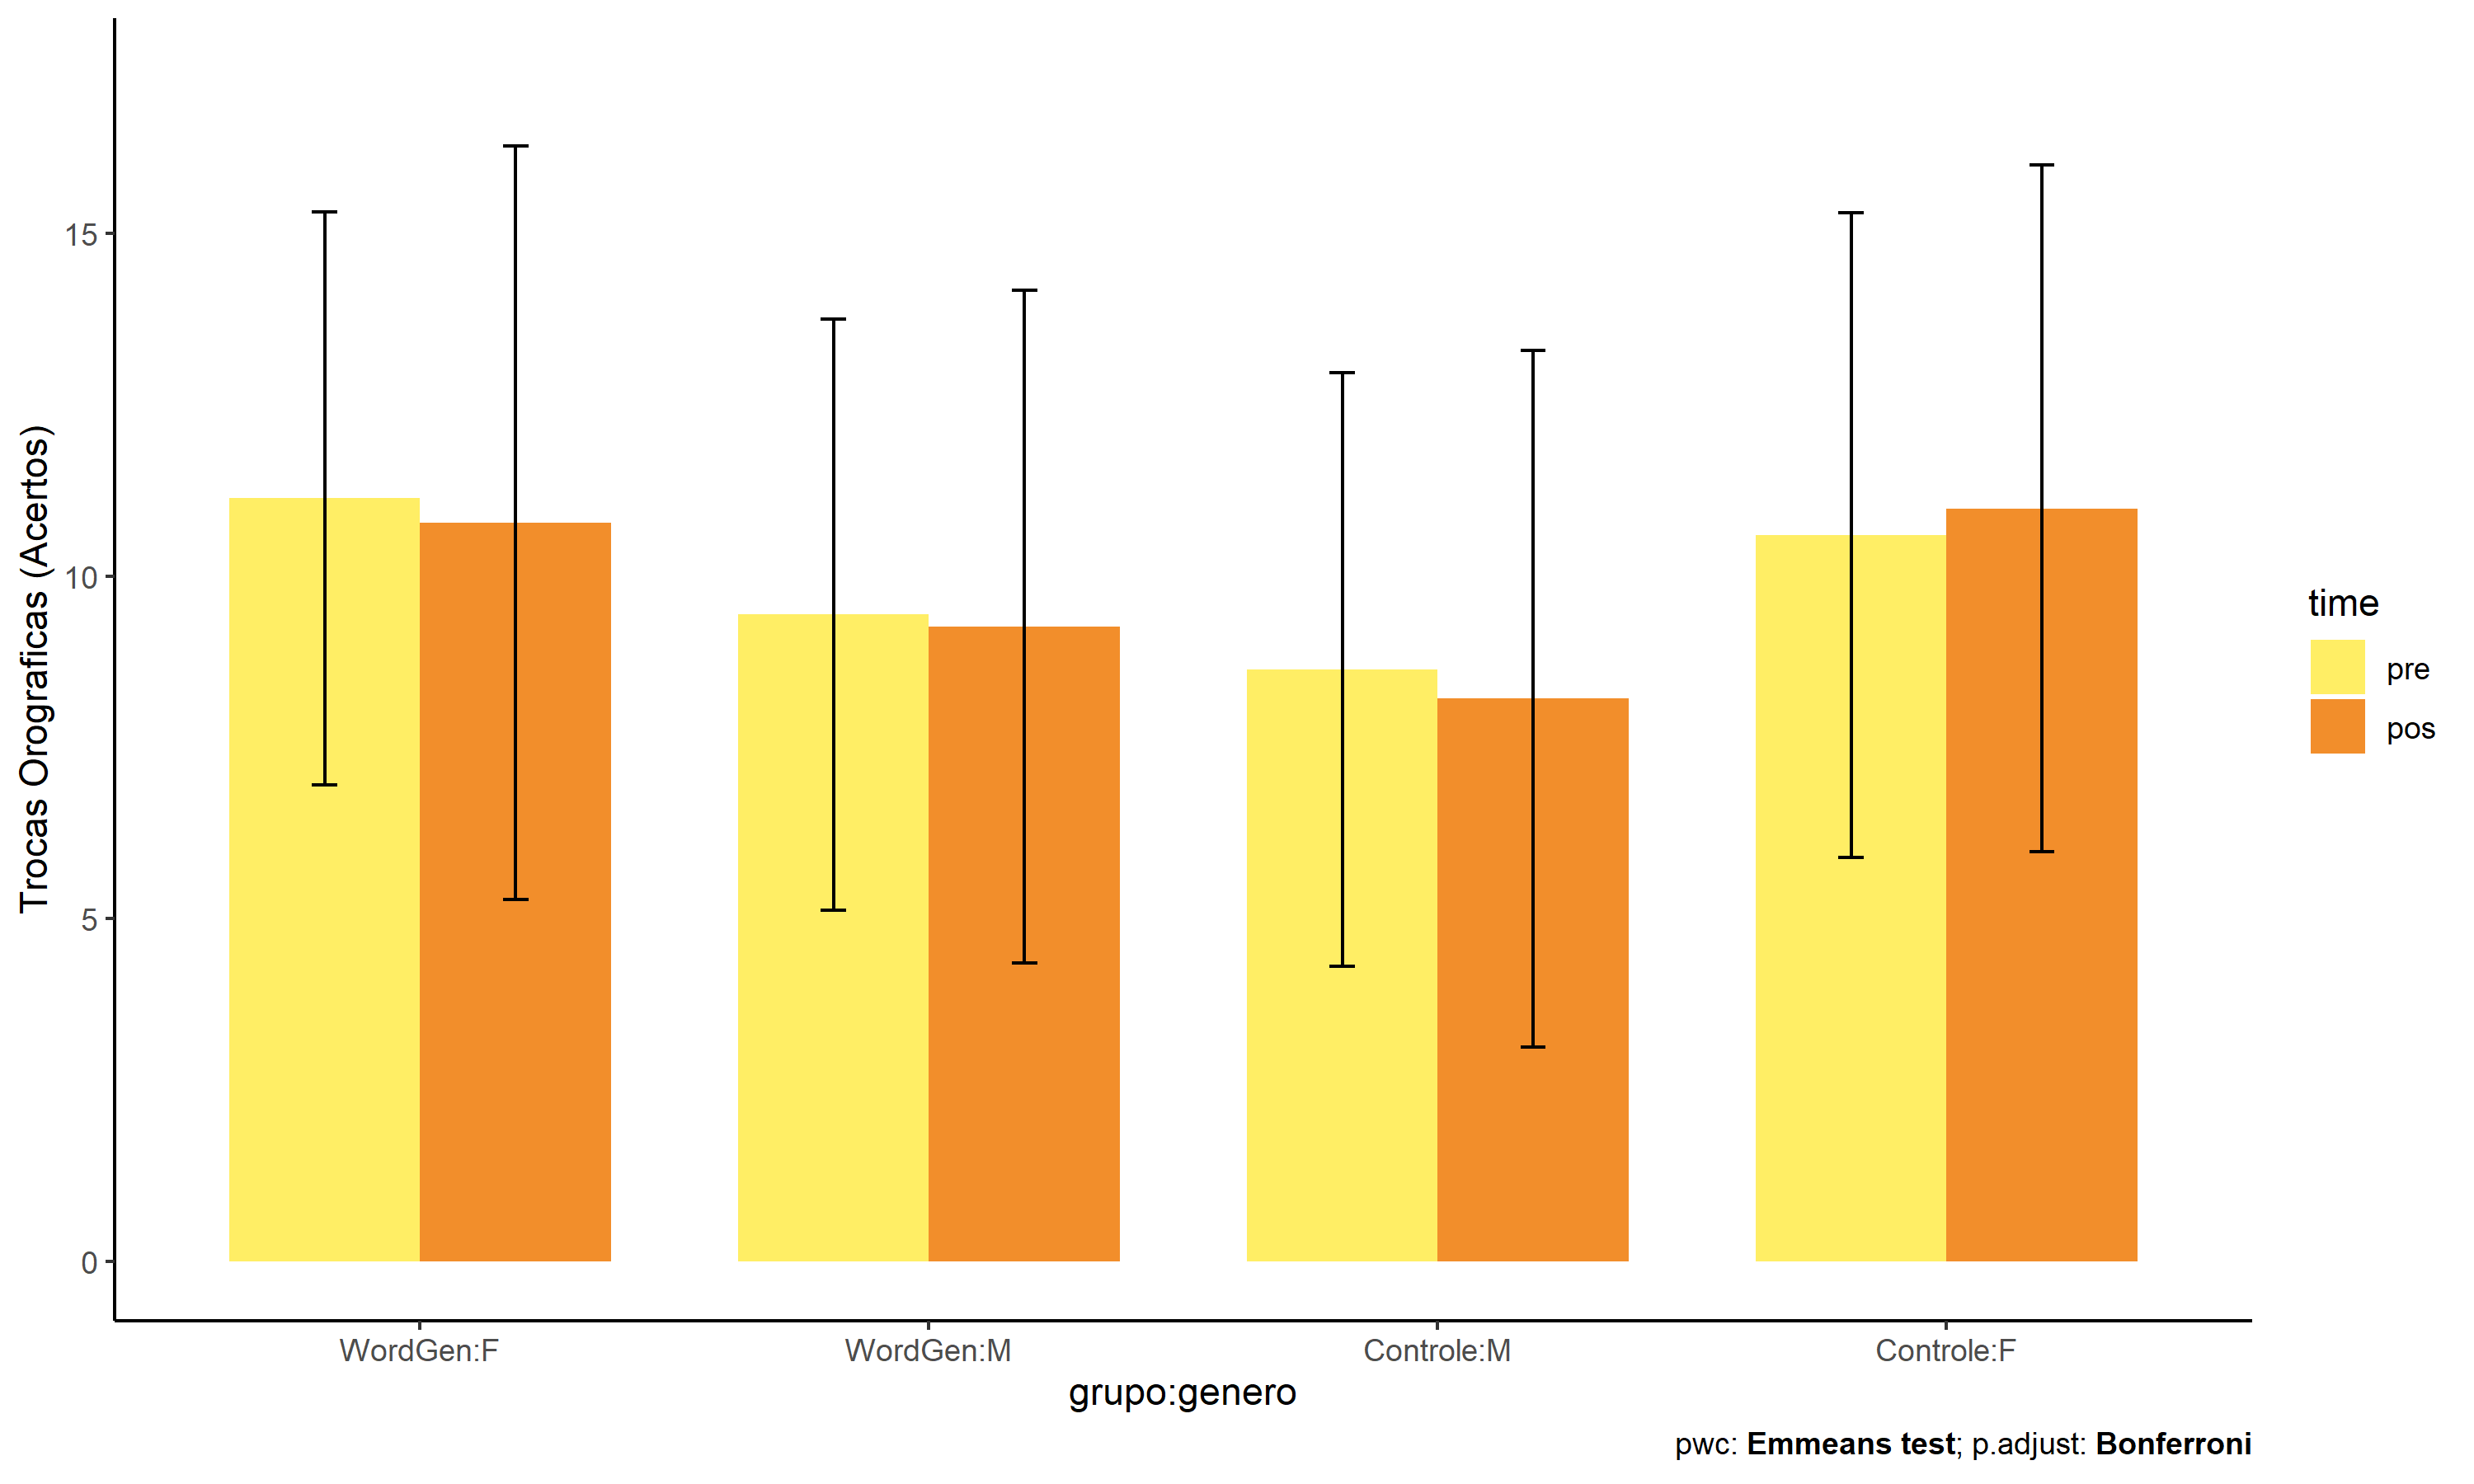 Trocas Orograficas (Acertos)
15
10
5
0
WordGen:F
WordGen:M
Controle:M
Controle:F
grupo:genero
time
pre
pos
pwc: Emmeans test; p.adjust: Bonferroni